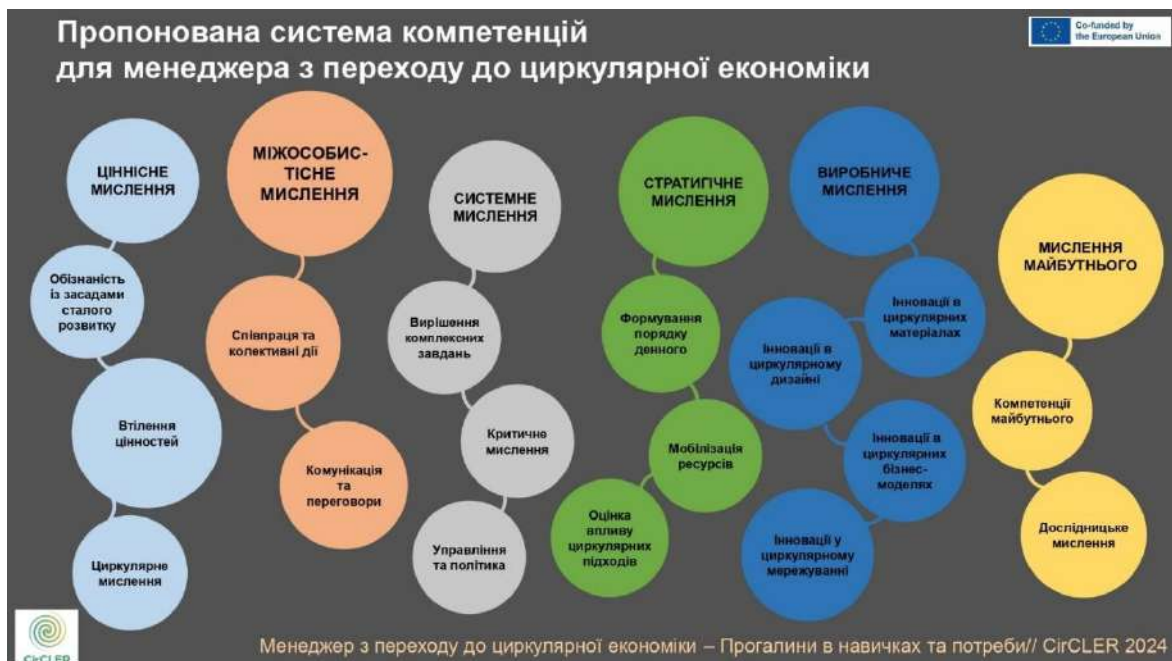 Пропонована система компетенцій
для менеджера з переходу до циркулярної економіки
Co-funded by
the European Union
ЦІННІСНЕ
МИСЛЕННЯ
Обізнаність
із засадами
сталого
розвитку
Втілення
цінностей
Циркулярне
мислення
МІЖОСОБИС-
ТІСНЕ
МИСЛЕННЯ
Співпраця та
колективні дії
Комунікація
та
переговори
СИСТЕМНЕ
МИСЛЕННЯ
Вирішення
комплексних
завдань
Критичне
мислення
Управління
та політика
СТРАТИГІЧНЕ
МИСЛЕННЯ
Формування
порядку
денного
Мобілізація
ресурсів
Оцінка
впливу
циркулярних
підходів
ВИРОБНИЧЕ
МИСЛЕННЯ
Інновації в
циркулярних
матеріалах
Інновації в
циркулярному
дизайні
Інновації в
циркулярних
бізнес-
моделях
Інновації у
циркулярному
мережуванні
МИСЛЕННЯ
МАЙБУТНЬОГО
Компетенції
майбутнього
Дослідницьке
мислення
CirCLER
Менеджер з переходу до циркулярної економіки – Прогалини в навичках та потреби// CirCLER 2024